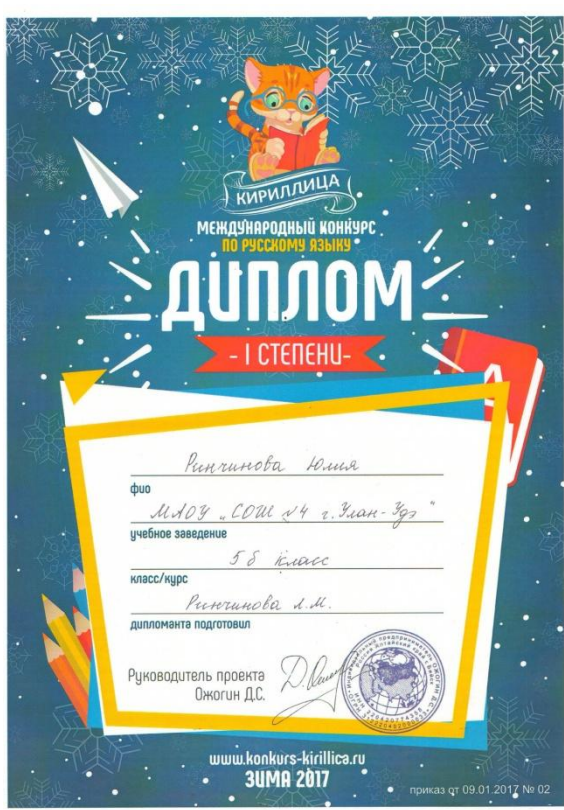 КИРИЛЛИЦА
МЕЖДУНАРОДНЫЙ КОНКУРС
ПО РУССКОМУ ЯЗЫКУ
ДИПЛОМ
- I СТЕПЕНИ-
А
Ринчинова Юлия
фио
МАОУ „СОШ №4 г. Улан-Удэ"
учебное заведение
5 б класс
класс/курс
Ринчинова Л.М.
дипломанта подготовил
Руководитель проекта
Ожогин Д.С.
www.konkurs-kirillica.ru
ЗИМА 2017
приказ от 09.01.2017 № 02